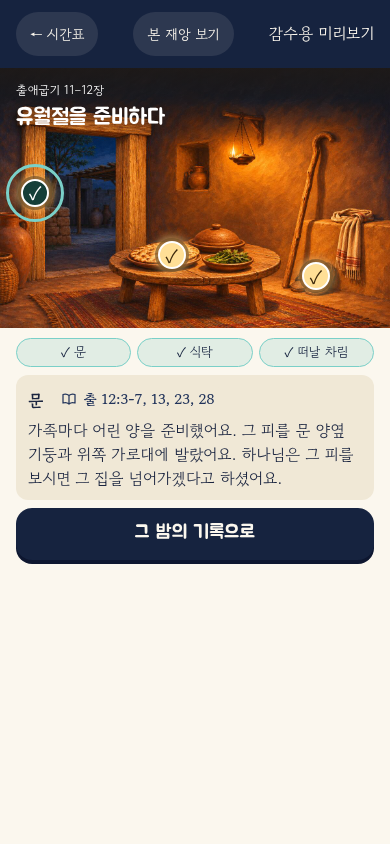 ← 시간표
본 재앙 보기
감수용 미리보기
출애굽기 11–12장
유월절을 준비하다
✓
✓
✓
✓ 문
✓ 식탁
✓ 떠날 차림
문 출 12:3-7, 13, 23, 28
가족마다 어린 양을 준비했어요. 그 피를 문 양옆
기둥과 위쪽 가로대에 발랐어요. 하나님은 그 피를
보시면 그 집을 넘어가겠다고 하셨어요.
그 밤의 기록으로